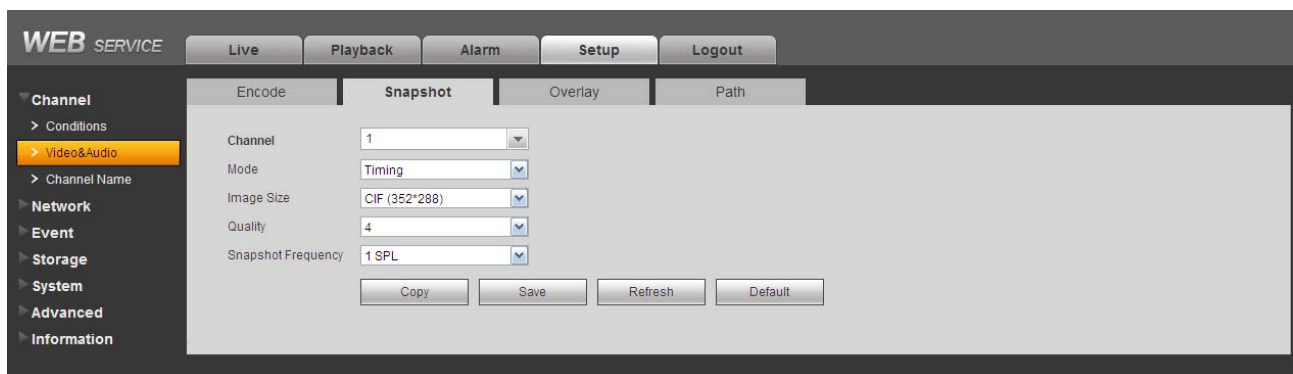 WEB SERVICE
Live
Playback
Alarm
Setup
Logout
Channel
> Conditions
> Video&Audio
> Channel Name
Network
Event
Storage
System
Advanced
Information
Encode
Snapshot
Overlay
Path
Channel 1
Mode Timing
Image Size CIF (352*288)
Quality 4
Snapshot Frequency 1 SPL
Copy
Save
Refresh
Default